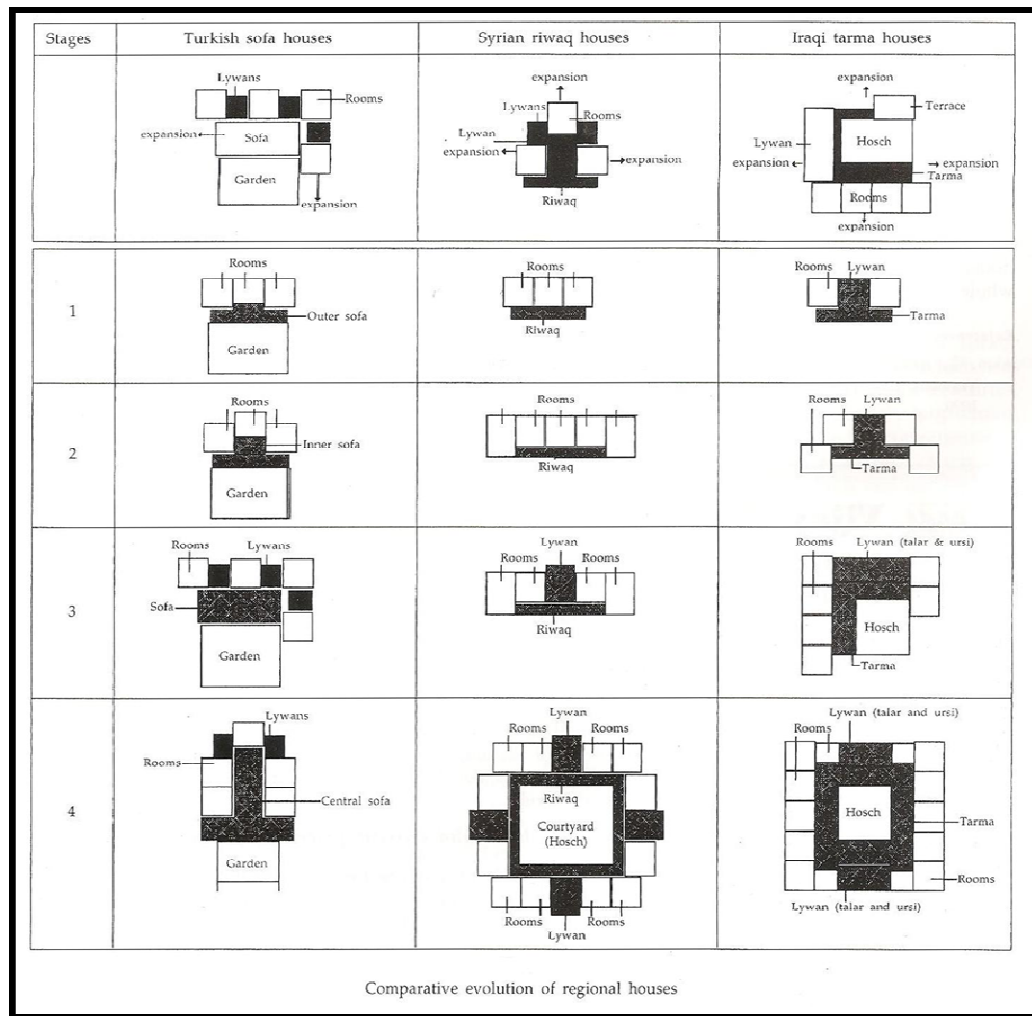 Stages
Turkish sofa houses
Syrian riwaq houses
Iraqi tarma houses
Lywans
Rooms
expansion
Sofa
Garden
expansion
expansion
Lywans
Rooms
Lywan
expansion
expansion
Riwaq
expansion
Terrace
Hosch
Lywan
expansion
expansion
Tarma
Rooms
expansion
1
Rooms
Outer sofa
Garden
Rooms
Riwaq
Rooms Lywan
Tarma
2
Rooms
Inner sofa
Garden
Rooms
Riwaq
Rooms Lywan
Tarma
3
Rooms Lywans
Sofa
Garden
Lywan
Rooms Rooms
Riwaq
Rooms Lywan (talar & ursi)
Hosch
Tarma
4
Lywans
Rooms
Central sofa
Garden
Lywan
Rooms Rooms
Riwaq
Courtyard
(Hosch)
Rooms Rooms
Lywan
Lywan (talar and ursi)
Rooms
Hosch
Tarma
Rooms
Lywan (talar and ursi)
Comparative evolution of regional houses